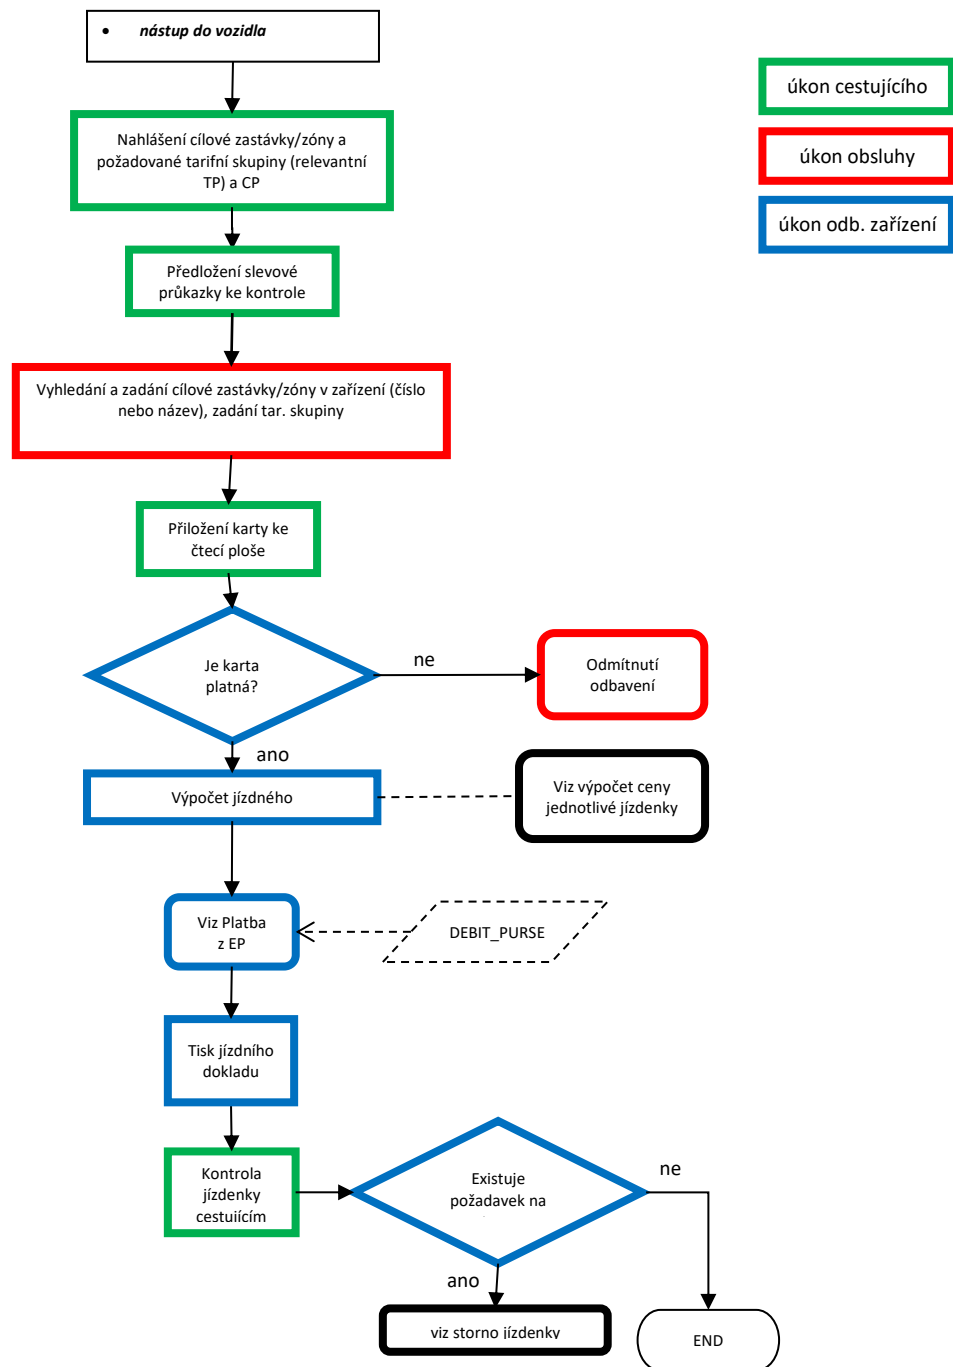 • nástup do vozidla
úkon cestujícího
úkon obsluhy
úkon odb. zařízení
Nahlášení cílové zastávky/zóny a
požadované tarifní skupiny (relevantní
TP) a CP
Předložení slevové
průkazky ke kontrole
Vyhledání a zadání cílové zastávky/zóny v zařízení (číslo
nebo název), zadání tar. skupiny
Přiložení karty ke
čtecí ploše
Je karta
platná?
ne
Odmítnutí
odbavení
ano
Výpočet jízdného
Viz výpočet ceny
jednotlivé jízdenky
Viz Platba
z EP
DEBIT_PURSE
Tisk jízdního
dokladu
Kontrola
jízdenky
cestujícím
Existuje
požadavek na
ne
ano
viz storno jízdenky
END